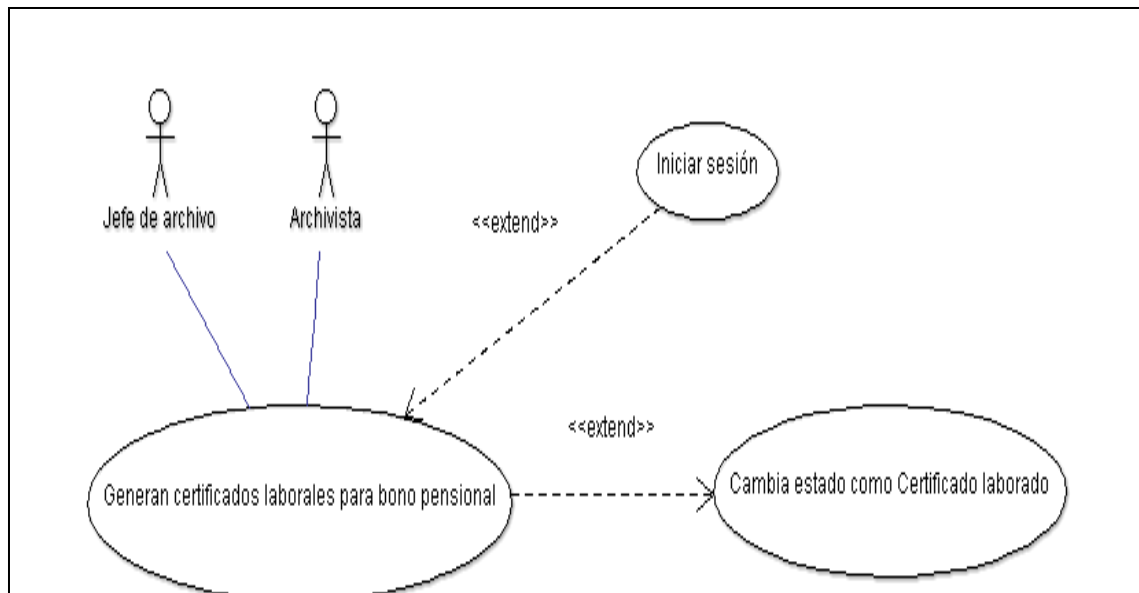 Iniciar sesión
Jefe de archivo
Archivista
<<extend>>
<<extend>>
Generan certificados laborales para bono pensional
Cambia estado como Certificado laborado